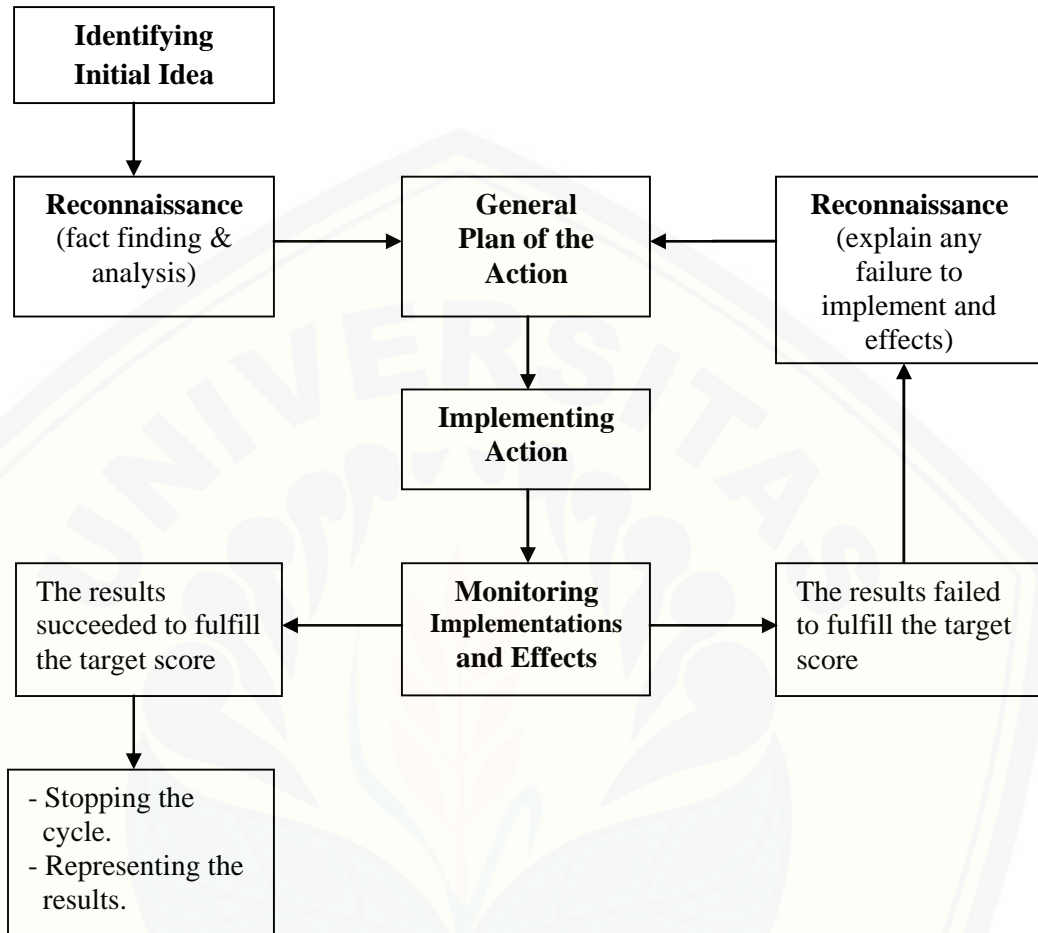 Identifying
Initial Idea
Reconnaissance
(fact finding &
analysis)
General
Plan of the
Action
Reconnaissance
(explain any
failure to
implement and
effects)
Implementing
Action
The results
succeeded to fulfill
the target score
Monitoring
Implementations
and Effects
The results failed
to fulfill the target
score
- Stopping the
cycle.
- Representing the
results.
UNIVERSITAS